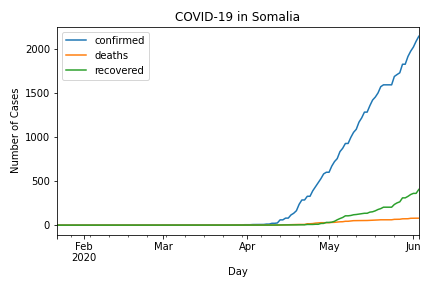 COVID-19 in Somalia
confirmed
deaths
recovered
Number of Cases
2000
1500
1000
500
0
Feb Mar Apr May Jun
2020
Day